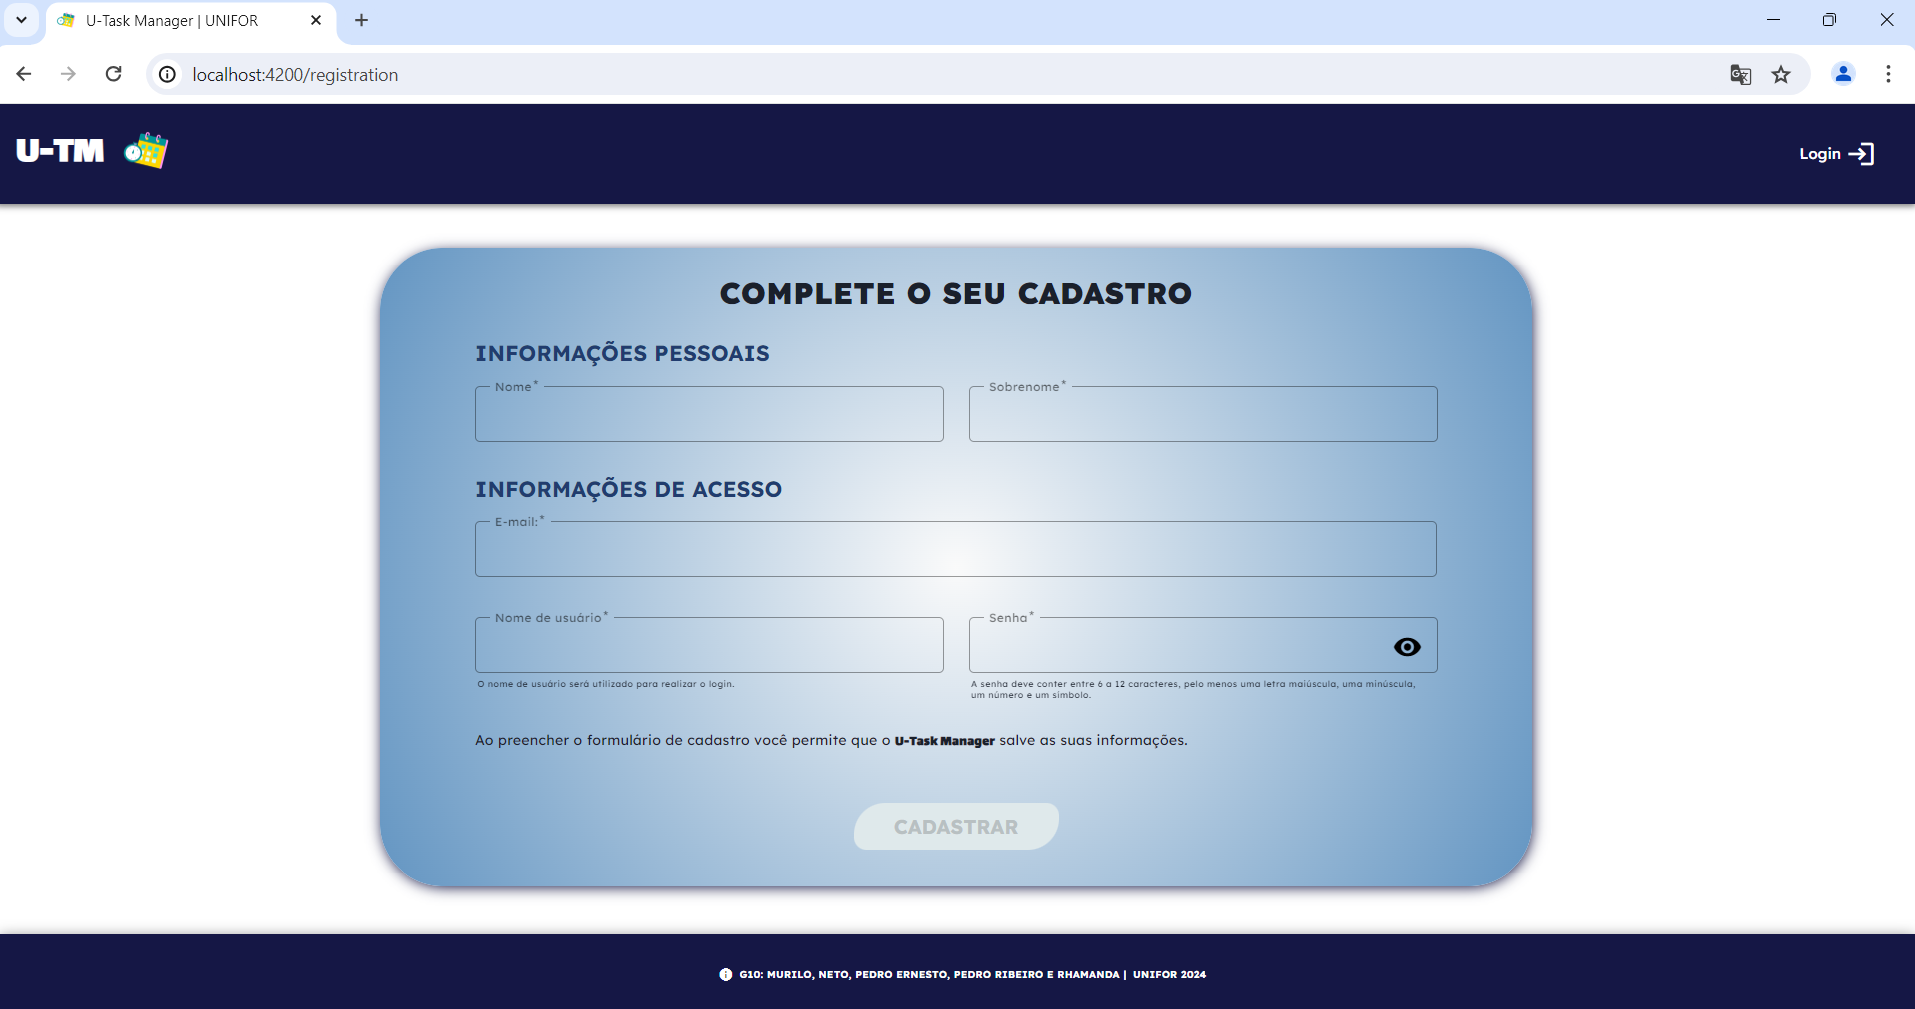 U-Task Manager | UNIFOR
localhost:4200/registration
U-TM
Login
COMPLETE O SEU CADASTRO
INFORMAÇÕES PESSOAIS
Nome*
Sobrenome*
INFORMAÇÕES DE ACESSO
E-mail:*
Nome de usuário*
Senha*
O nome de usuário será utilizado para realizar o login.
A senha deve conter entre 6 a 12 caracteres, pelo menos uma letra maiúscula, uma minúscula,
um número e um símbolo.
Ao preencher o formulário de cadastro você permite que o U-Task Manager salve as suas informações.
CADASTRAR
G10: MURILO, NETO, PEDRO ERNESTO, PEDRO RIBEIRO E RHAMANDA | UNIFOR 2024